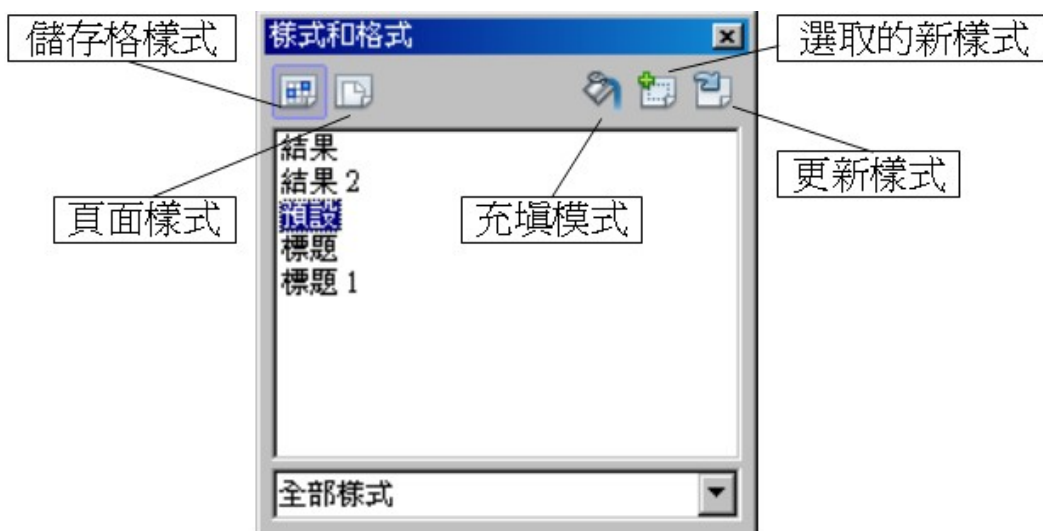 儲存格樣式
樣式和格式
選取的新樣式
更新樣式
頁面樣式
充填模式
結果
結果 2
預設
標題
標題 1
全部樣式